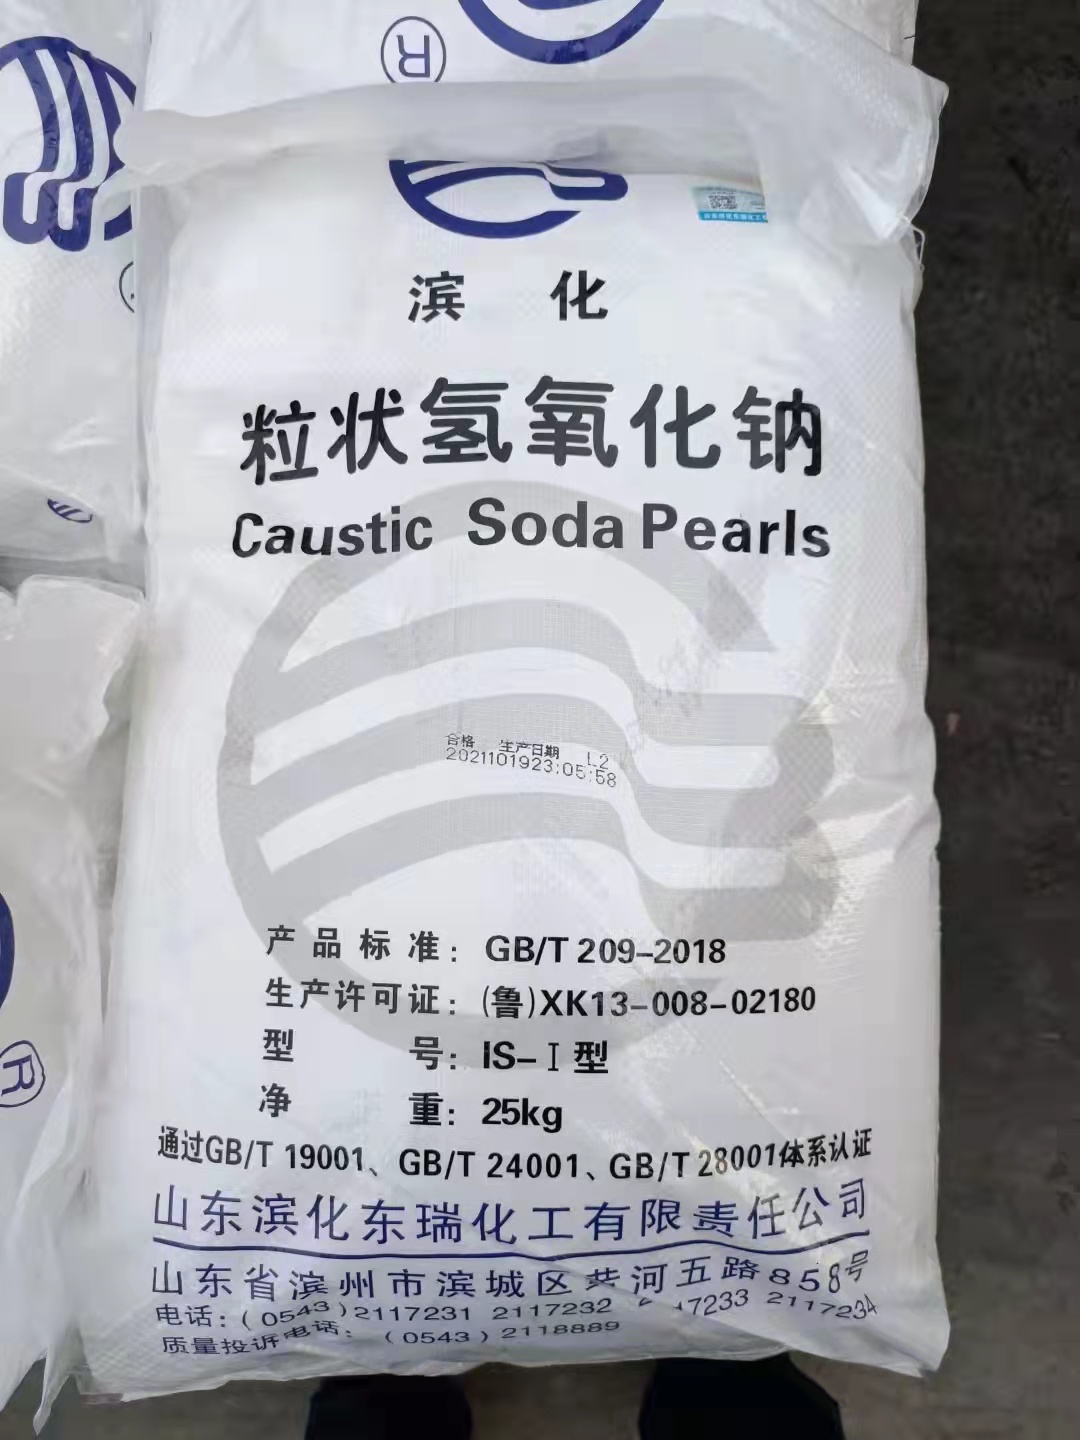 ®
滨 化
粒状氢氧化钠
Caustic Soda Pearls
合格 生产日期 L2
2021101923:05:58
产品标准：GB/T 209-2018
生产许可证：(鲁)XK13-008-02180
型 号：IS-Ⅰ型
净 重：25kg
通过GB/T 19001、GB/T 24001、GB/T 28001体系认证
山东滨化东瑞化工有限责任公司
山东省滨州市滨城区黄河五路858号
电话：(0543)2117231 2117232 17233 2117234
质量投诉电话：(0543)2118889
®